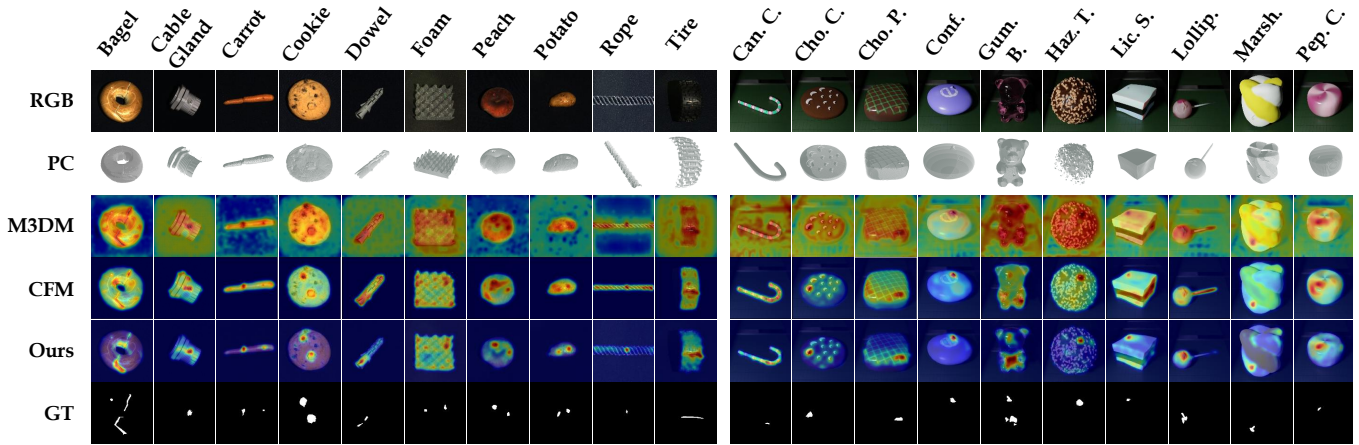 Bagel
Cable
Gland
Carrot
Cookie
Dowel
Foam
Peach
Potato
Rope
Tire
Can. C.
Cho. C.
Cho. P.
Conf.
Gum.
B.
Haz. T.
Lic. S.
Lollip.
Marsh.
Pep. C.
RGB
PC
M3DM
CFM
Ours
GT